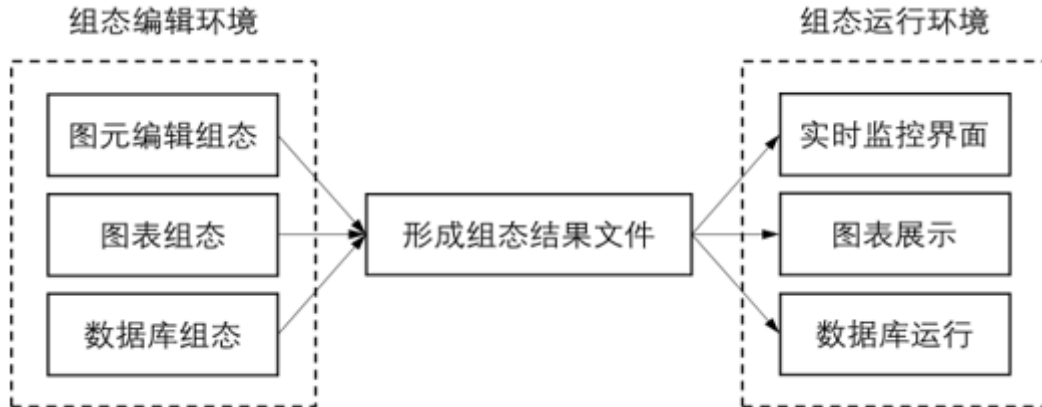 组态编辑环境
组态运行环境
图元编辑组态
图表组态
数据库组态
形成组态结果文件
实时监控界面
图表展示
数据库运行